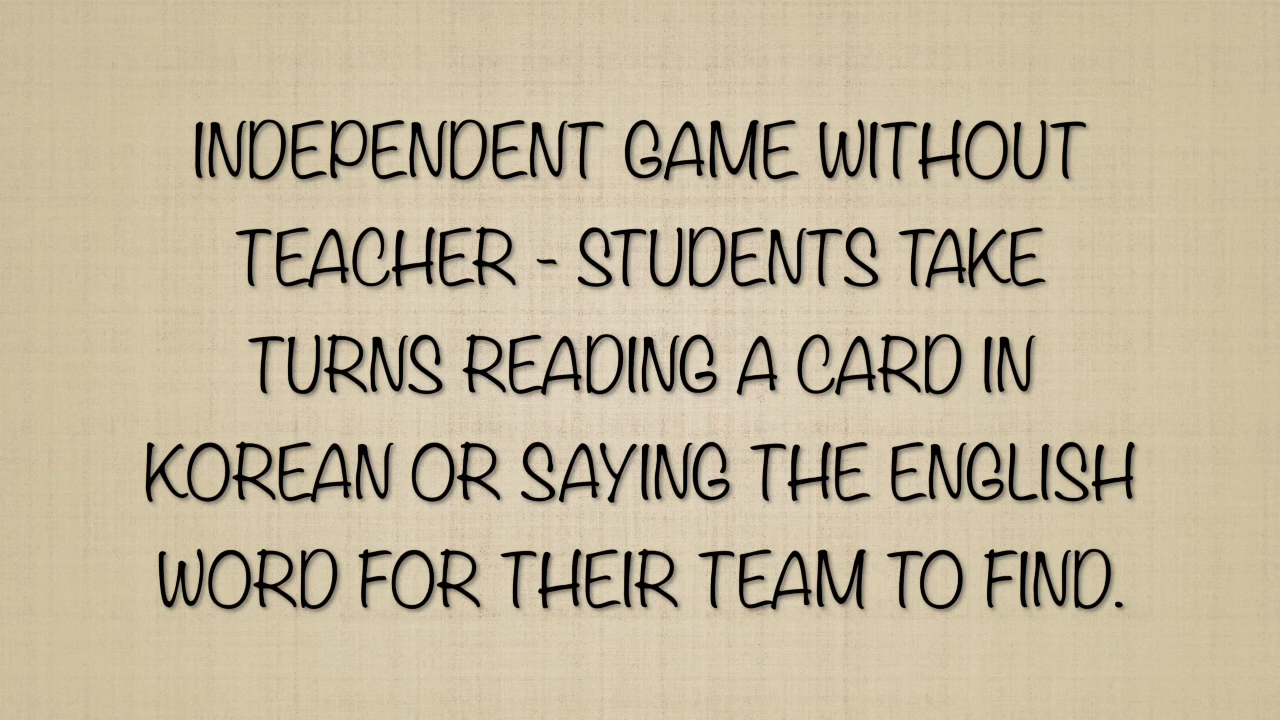 INDEPENDENT GAME WITHOUT
TEACHER - STUDENTS TAKE
TURNS READING A CARD IN
KOREAN OR SAYING THE ENGLISH
WORD FOR THEIR TEAM TO FIND.